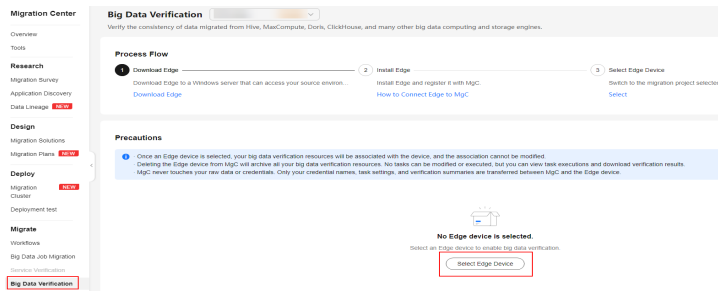 Migration Center
Overview
Tools
Research
Migration Survey
Application Discovery
Data Lineage NEW
Design
Migration Solutions
Migration Plans NEW
Deploy
Migration Cluster NEW
Deployment test
Migrate
Workflows
Big Data Job Migration
Service Verification
Big Data Verification
Big Data Verification
Verify the consistency of data migrated from Hive, MaxCompute, Doris, ClickHouse, and many other big data computing and storage engines.
Process Flow
1 Download Edge
Download Edge to a Windows server that can access your source environ...
Download Edge
2 Install Edge
Install Edge and register it with MgC.
How to Connect Edge to MgC
3 Select Edge Device
Switch to the migration project selected
Select
Precautions
· Once an Edge device is selected, your big data verification resources will be associated with the device, and the association cannot be modified.
· Deleting the Edge device from MgC will archive all your big data verification resources. No tasks can be modified or executed, but you can view task executions and download verification results.
· MgC never touches your raw data or credentials. Only your credential names, task settings, and verification summaries are transferred between MgC and the Edge device.
No Edge device is selected.
Select an Edge device to enable big data verification.
Select Edge Device